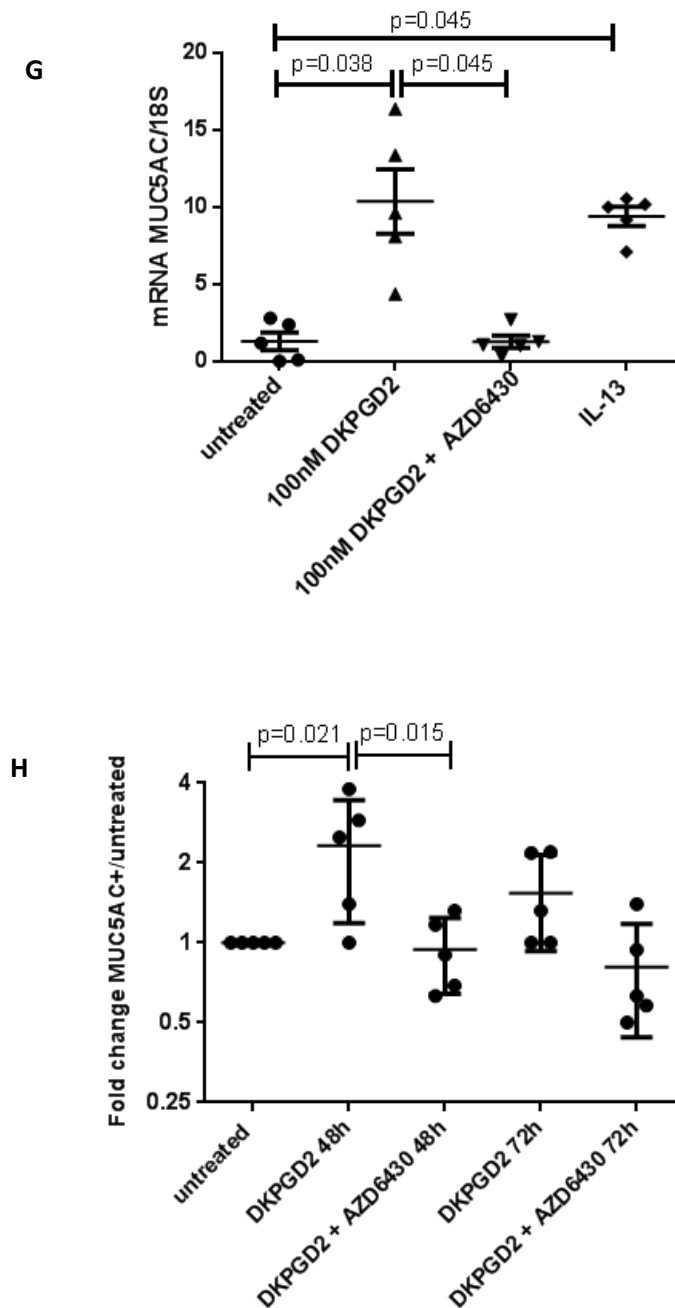 G
p=0.045
p=0.038
p=0.045
mRNA MUC5AC/18S
20
15
10
5
0
untreated
100nM DKPGD2
100nM DKPGD2 + AZD6430
IL-13
H
p=0.021
p=0.015
Fold change MUC5AC+/untreated
4
2
1
0.5
0.25
untreated
DKPGD2 48h
DKPGD2 + AZD6430 48h
DKPGD2 72h
DKPGD2 + AZD6430 72h